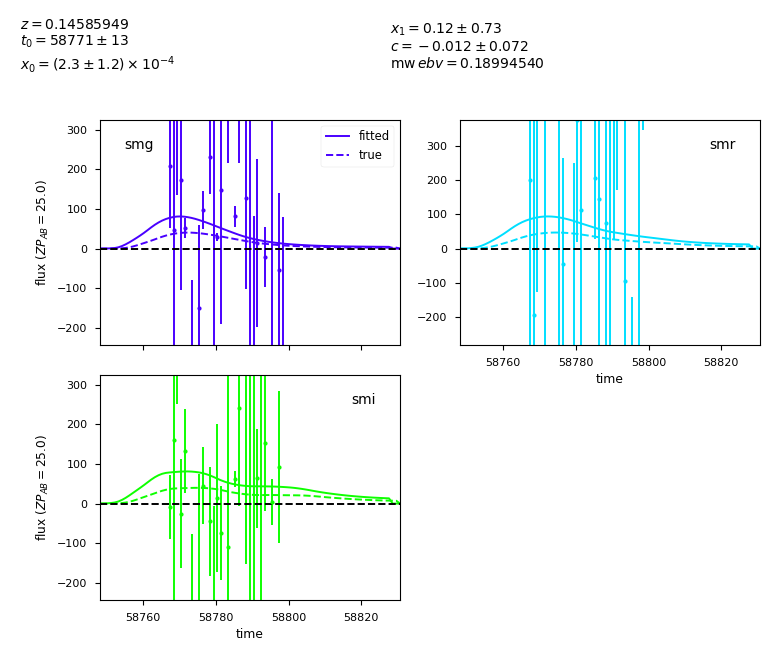 z = 0.14585949
t₀ = 58771 ± 13
x₀ = (2.3 ± 1.2) × 10⁻⁴
x₁ = 0.12 ± 0.73
c = −0.012 ± 0.072
mw ebv = 0.18994540
300
200
100
0
−100
−200
flux (ZP_AB = 25.0)
smg
fitted
true
300
200
100
0
−100
−200
smr
58760
58780
58800
58820
time
300
200
100
0
−100
−200
flux (ZP_AB = 25.0)
smi
58760
58780
58800
58820
time